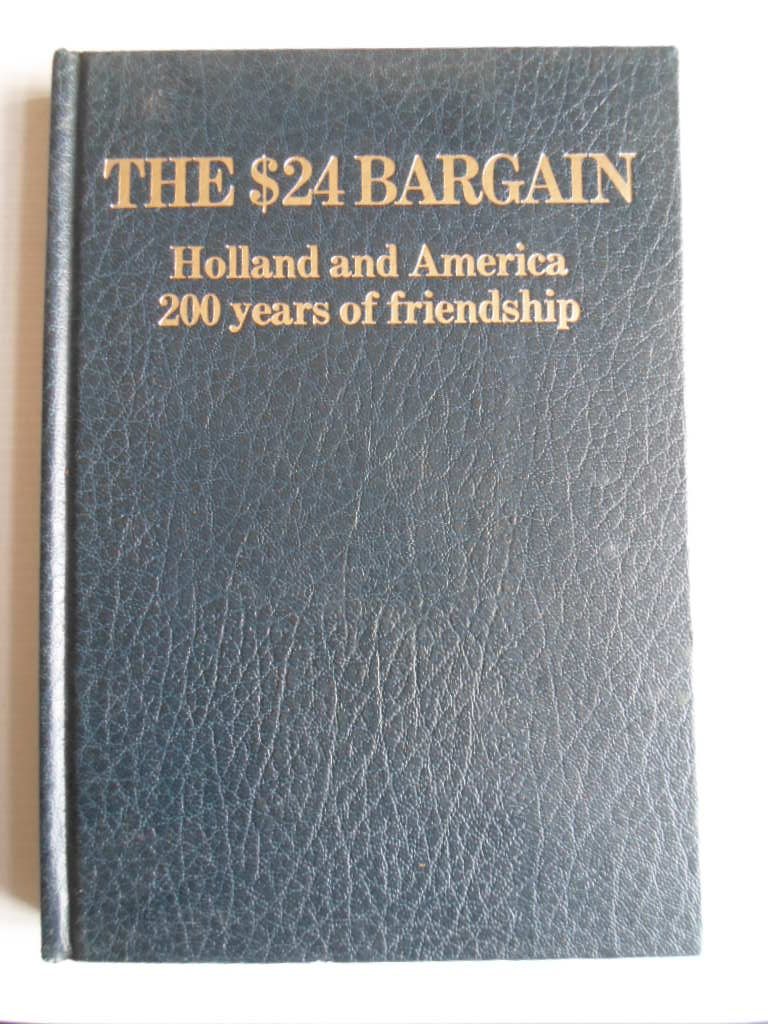 THE $24 BARGAIN
Holland and America
200 years of friendship